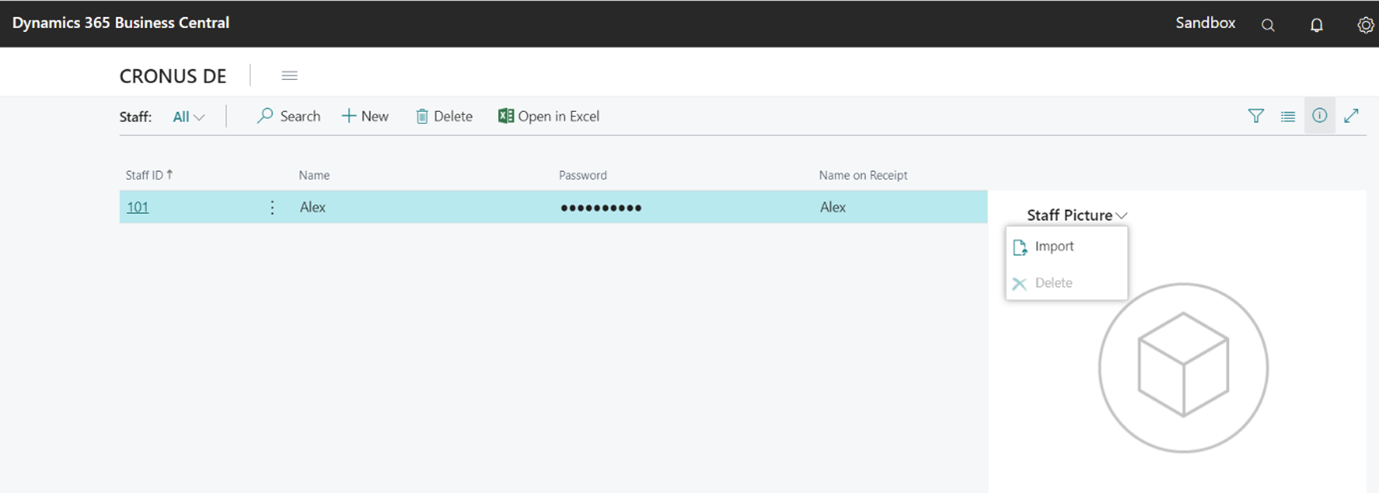 Dynamics 365 Business Central
Sandbox
CRONUS DE
Staff: All Search + New Delete Open in Excel
Staff ID ↑ Name Password Name on Receipt
101 Alex ●●●●●●●●●● Alex
Staff Picture
Import
Delete